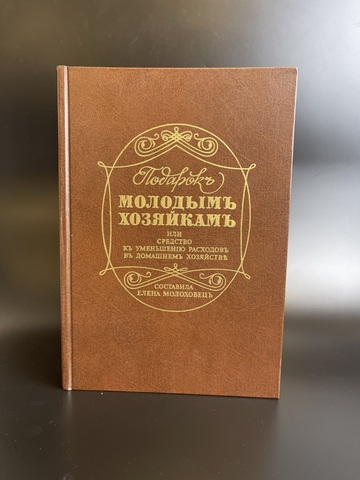 Подарокъ
МОЛОДЫМЪ
ХОЗЯЙКАМЪ
ИЛИ
СРЕДСТВО
КЪ УМЕНЬШЕНІЮ РАСХОДОВЪ
ВЪ ДОМАШНЕМЪ ХОЗЯЙСТВѢ
СОСТАВИЛА
ЕЛЕНА МОЛОХОВЕЦЪ